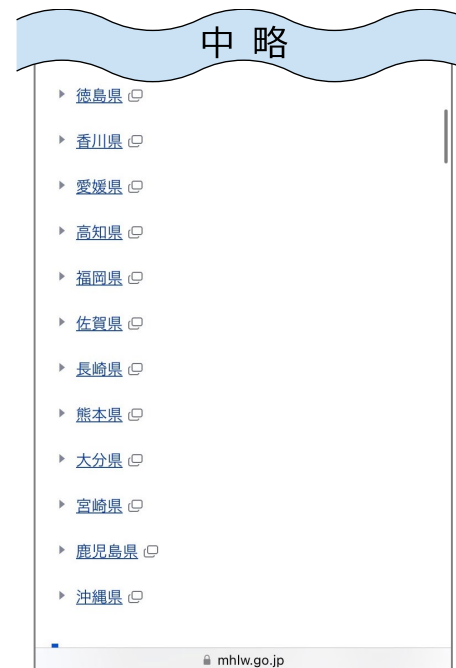 中略
徳島県
香川県
愛媛県
高知県
福岡県
佐賀県
長崎県
熊本県
大分県
宮崎県
鹿児島県
沖縄県
mhlw.go.jp